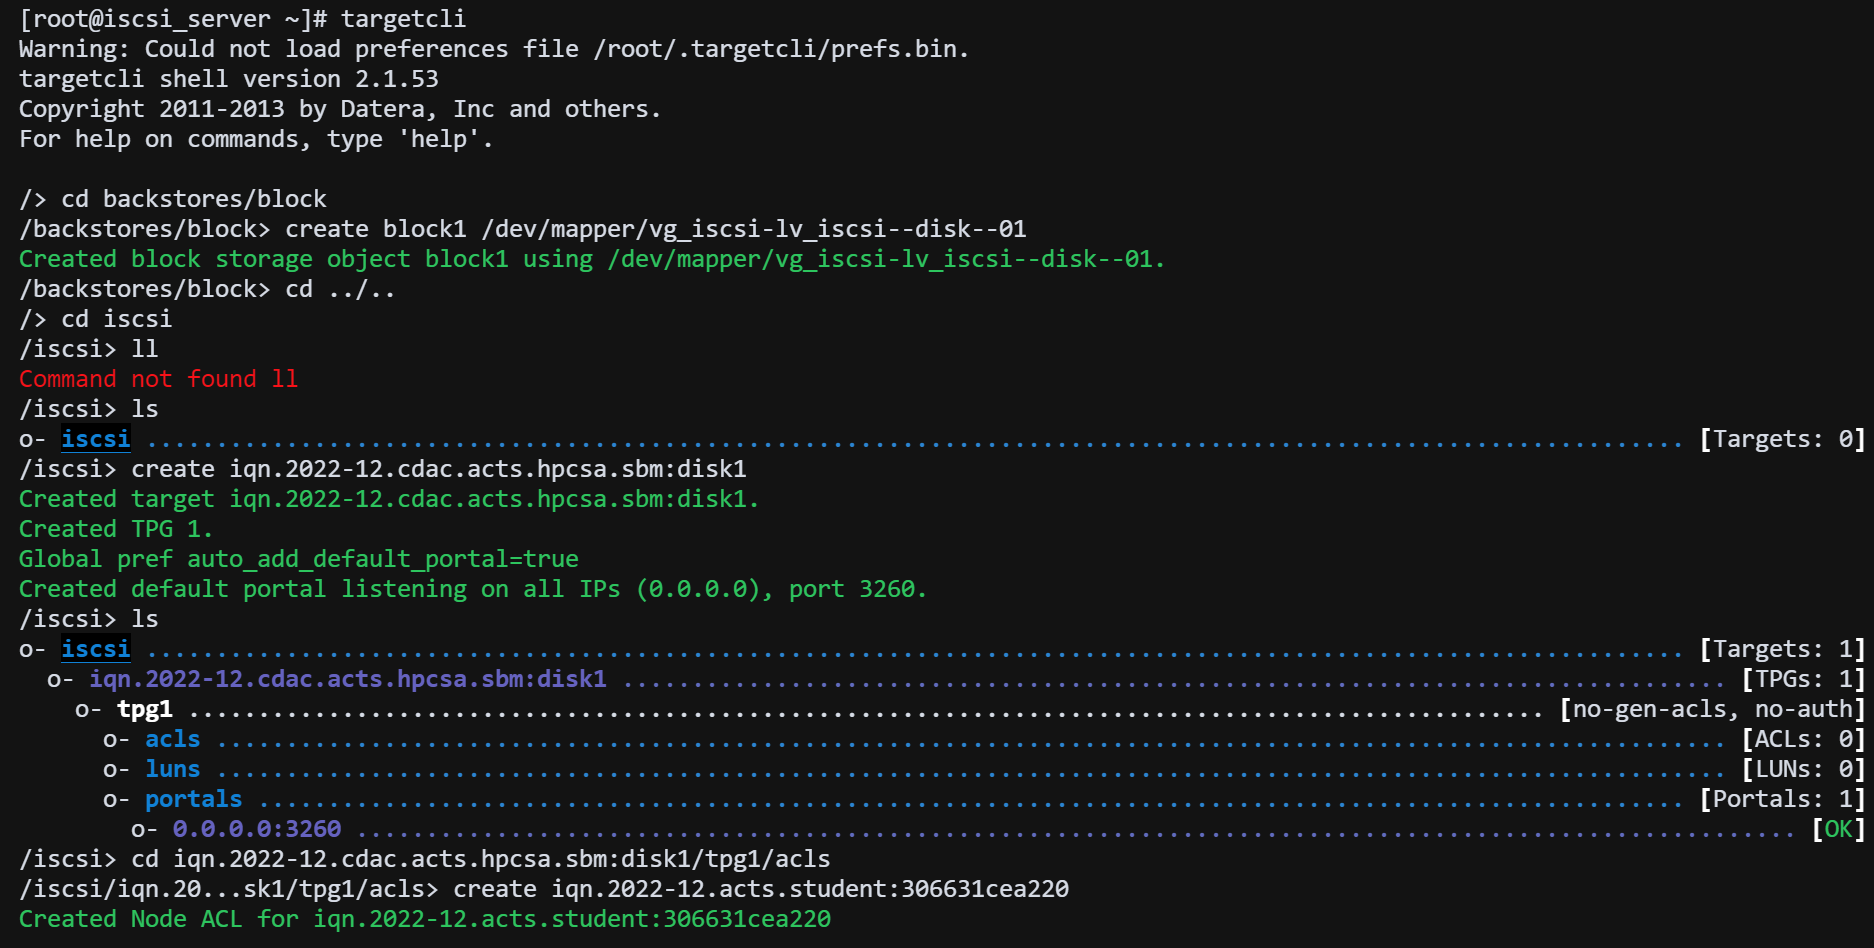 [root@iscsi_server ~]# targetcli
Warning: Could not load preferences file /root/.targetcli/prefs.bin.
targetcli shell version 2.1.53
Copyright 2011-2013 by Datera, Inc and others.
For help on commands, type 'help'.

/> cd backstores/block
/backstores/block> create block1 /dev/mapper/vg_iscsi-lv_iscsi--disk--01
Created block storage object block1 using /dev/mapper/vg_iscsi-lv_iscsi--disk--01.
/backstores/block> cd ../..
/> cd iscsi
/iscsi> ll
Command not found ll
/iscsi> ls
o- iscsi .............................................................................................................. [Targets: 0]
/iscsi> create iqn.2022-12.cdac.acts.hpcsa.sbm:disk1
Created target iqn.2022-12.cdac.acts.hpcsa.sbm:disk1.
Created TPG 1.
Global pref auto_add_default_portal=true
Created default portal listening on all IPs (0.0.0.0), port 3260.
/iscsi> ls
o- iscsi .............................................................................................................. [Targets: 1]
  o- iqn.2022-12.cdac.acts.hpcsa.sbm:disk1 ............................................................................... [TPGs: 1]
    o- tpg1 ................................................................................................. [no-gen-acls, no-auth]
      o- acls ............................................................................................................ [ACLs: 0]
      o- luns ............................................................................................................ [LUNs: 0]
      o- portals ...................................................................................................... [Portals: 1]
        o- 0.0.0.0:3260 ....................................................................................................... [OK]
/iscsi> cd iqn.2022-12.cdac.acts.hpcsa.sbm:disk1/tpg1/acls
/iscsi/iqn.20...sk1/tpg1/acls> create iqn.2022-12.acts.student:306631cea220
Created Node ACL for iqn.2022-12.acts.student:306631cea220